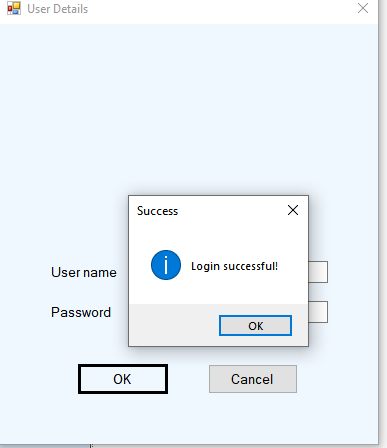 User Details
Success
Login successful!
OK
User name
Password
OK
Cancel